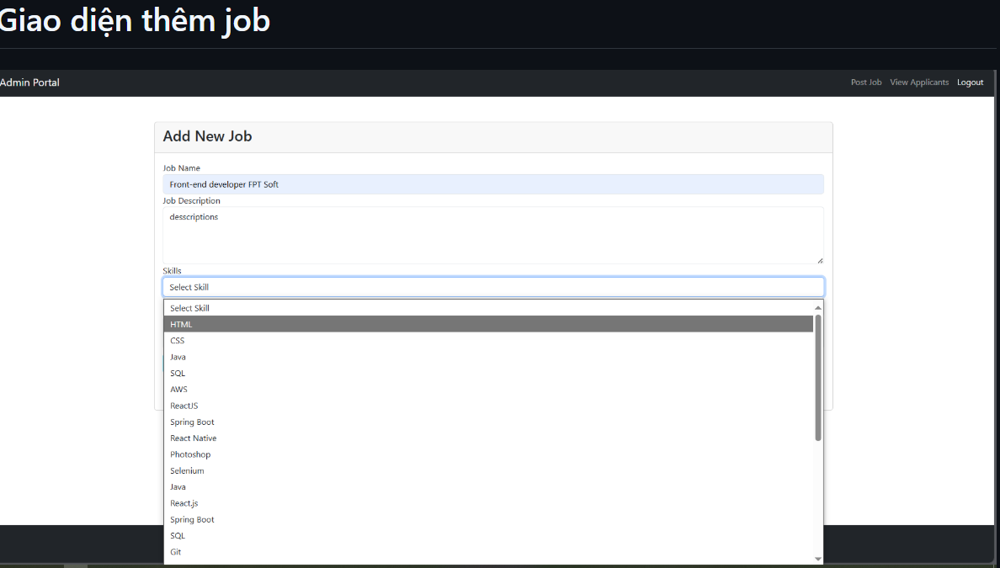 Giao diện thêm job
Admin Portal
Post Job View Applicants Logout
Add New Job
Job Name
Front-end developer FPT Soft
Job Description
desscriptions
Skills
Select Skill
Select Skill
HTML
CSS
Java
SQL
AWS
ReactJS
Spring Boot
React Native
Photoshop
Selenium
Java
React.js
Spring Boot
SQL
Git